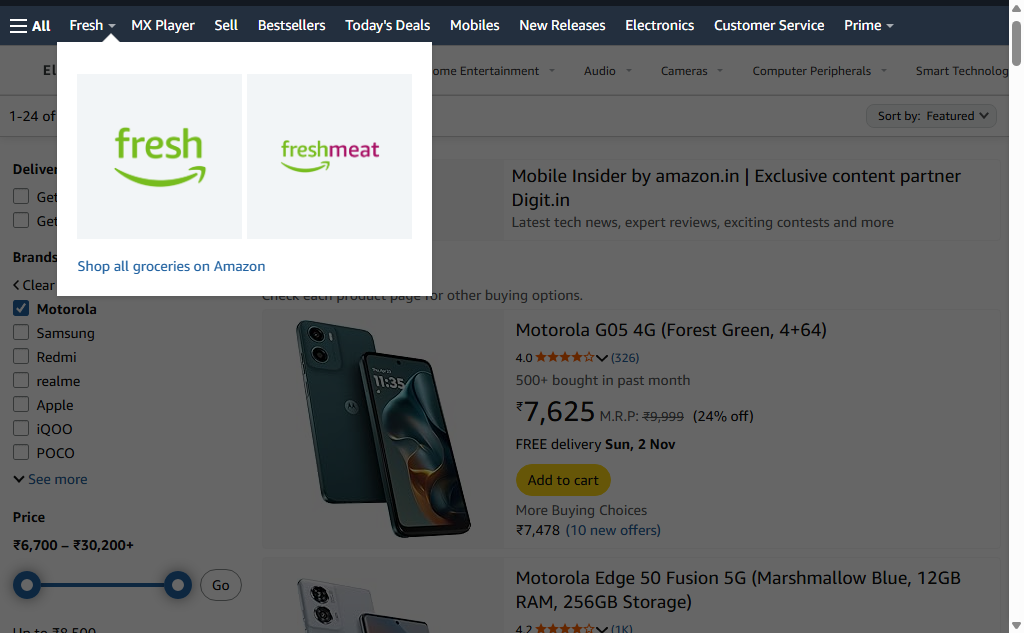 All
Fresh
MX Player
Sell
Bestsellers
Today's Deals
Mobiles
New Releases
Electronics
Customer Service
Prime
El
ome Entertainment
Audio
Cameras
Computer Peripherals
Smart Technolog
1-24 of
Sort by: Featured
fresh
freshmeat
Shop all groceries on Amazon
Deliver
Get
Get
Brands
Clear
Motorola
Samsung
Redmi
realme
Apple
iQOO
POCO
See more
Price
₹6,700 – ₹30,200+
Go
Up to ₹8,500
Mobile Insider by amazon.in | Exclusive content partner
Digit.in
Latest tech news, expert reviews, exciting contests and more
Check each product page for other buying options.
11:35
Motorola G05 4G (Forest Green, 4+64)
4.0 (326)
500+ bought in past month
₹7,625 M.R.P: ₹9,999 (24% off)
FREE delivery Sun, 2 Nov
Add to cart
More Buying Choices
₹7,478 (10 new offers)
Motorola Edge 50 Fusion 5G (Marshmallow Blue, 12GB
RAM, 256GB Storage)
4.2 (1K)